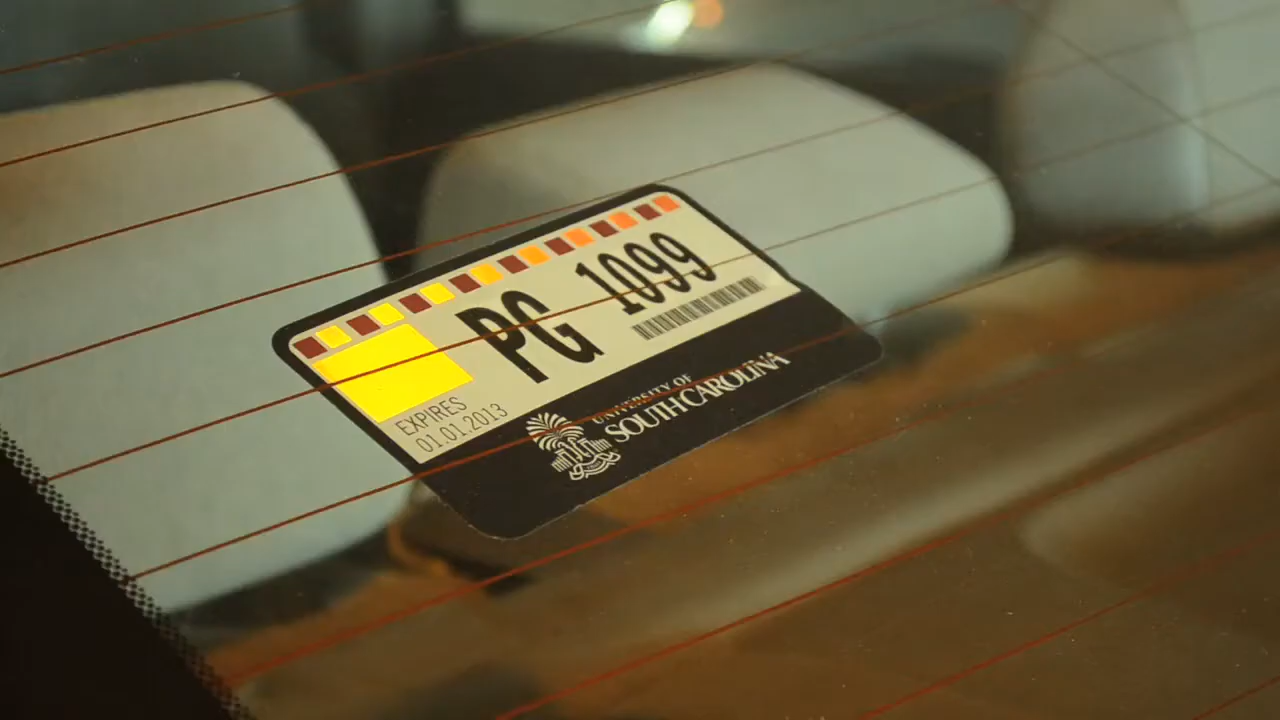 PG 1099
EXPIRES
01.01.2013
UNIVERSITY OF
SOUTH CAROLINA